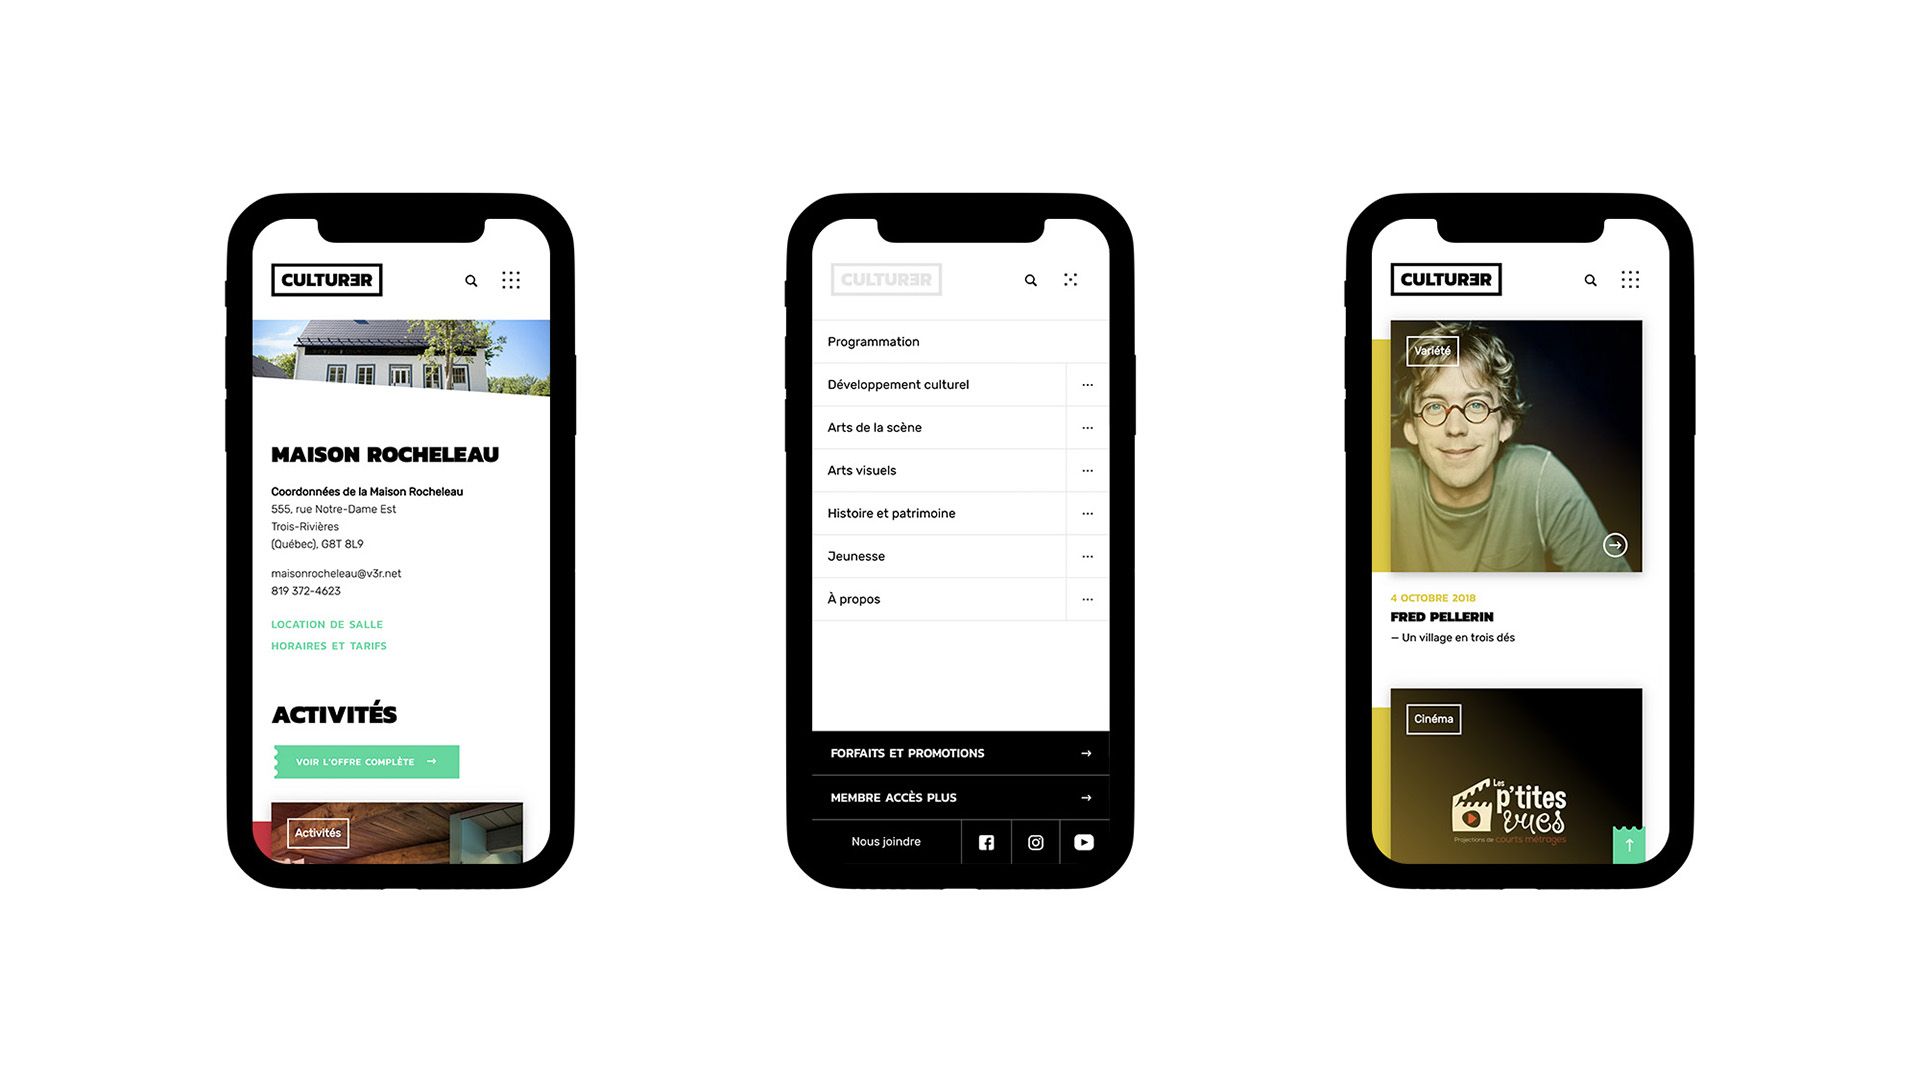 CULTURƎR
MAISON ROCHELEAU
Coordonnées de la Maison Rocheleau
555, rue Notre-Dame Est
Trois-Rivières
(Québec), G8T 8L9
maisonrocheleau@v3r.net
819 372-4623
LOCATION DE SALLE
HORAIRES ET TARIFS
ACTIVITÉS
VOIR L'OFFRE COMPLÈTE →
Activités
CULTURƎR
Programmation
Développement culturel ...
Arts de la scène ...
Arts visuels ...
Histoire et patrimoine ...
Jeunesse ...
À propos ...
FORFAITS ET PROMOTIONS →
MEMBRE ACCÈS PLUS →
Nous joindre
CULTURƎR
Variété
4 OCTOBRE 2018
FRED PELLERIN
— Un village en trois dés
Cinéma
Les
p'tites
vues
Projections de courts métrages